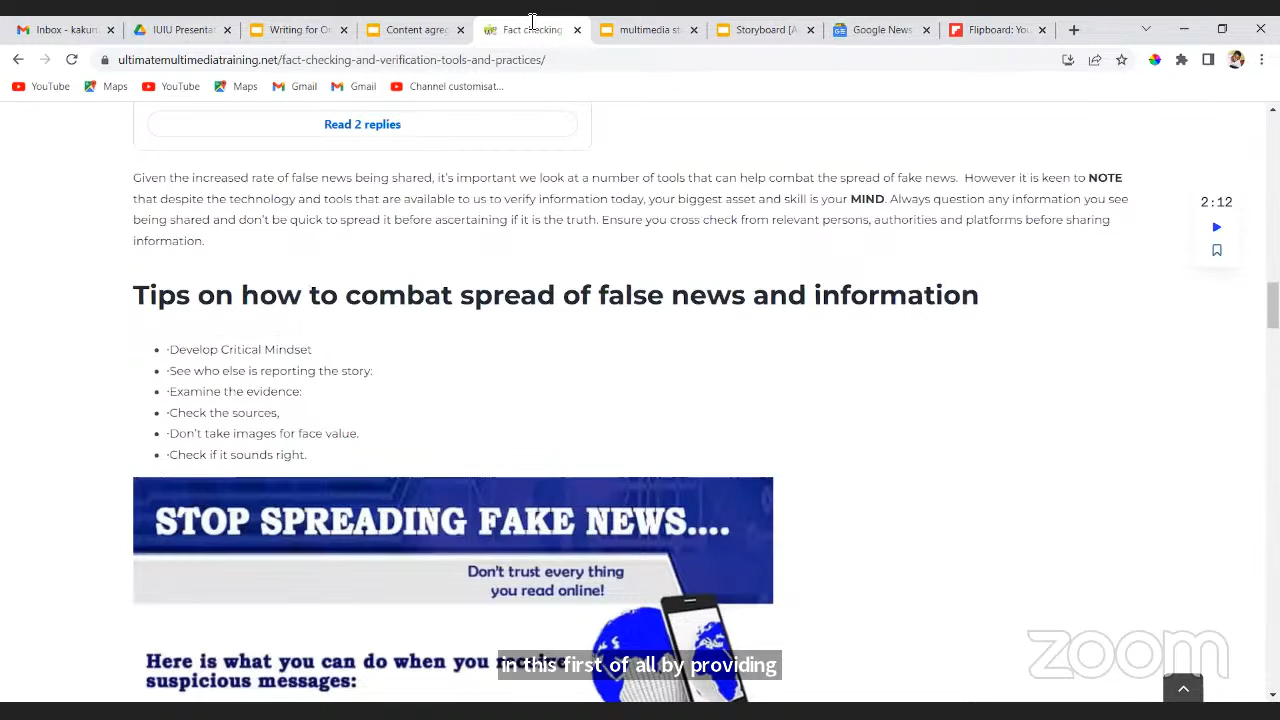 Inbox - kakuru
IUIU Presentat
Writing for On
Content agreg
Fact checking
multimedia st
Storyboard [A
Google News
Flipboard: You
ultimatemultimediatraining.net/fact-checking-and-verification-tools-and-practices/
YouTube
Maps
YouTube
Maps
Gmail
Gmail
Channel customisat...
Read 2 replies
Given the increased rate of false news being shared, it's important we look at a number of tools that can help combat the spread of fake news. However it is keen to NOTE
that despite the technology and tools that are available to us to verify information today, your biggest asset and skill is your MIND. Always question any information you see
being shared and don't be quick to spread it before ascertaining if it is the truth. Ensure you cross check from relevant persons, authorities and platforms before sharing
information.
2:12
Tips on how to combat spread of false news and information
·Develop Critical Mindset
·See who else is reporting the story:
·Examine the evidence:
·Check the sources,
·Don't take images for face value.
·Check if it sounds right.
STOP SPREADING FAKE NEWS....
Don't trust every thing
you read online!
Here is what you can do when you
suspicious messages:
in this first of all by providing
zoom